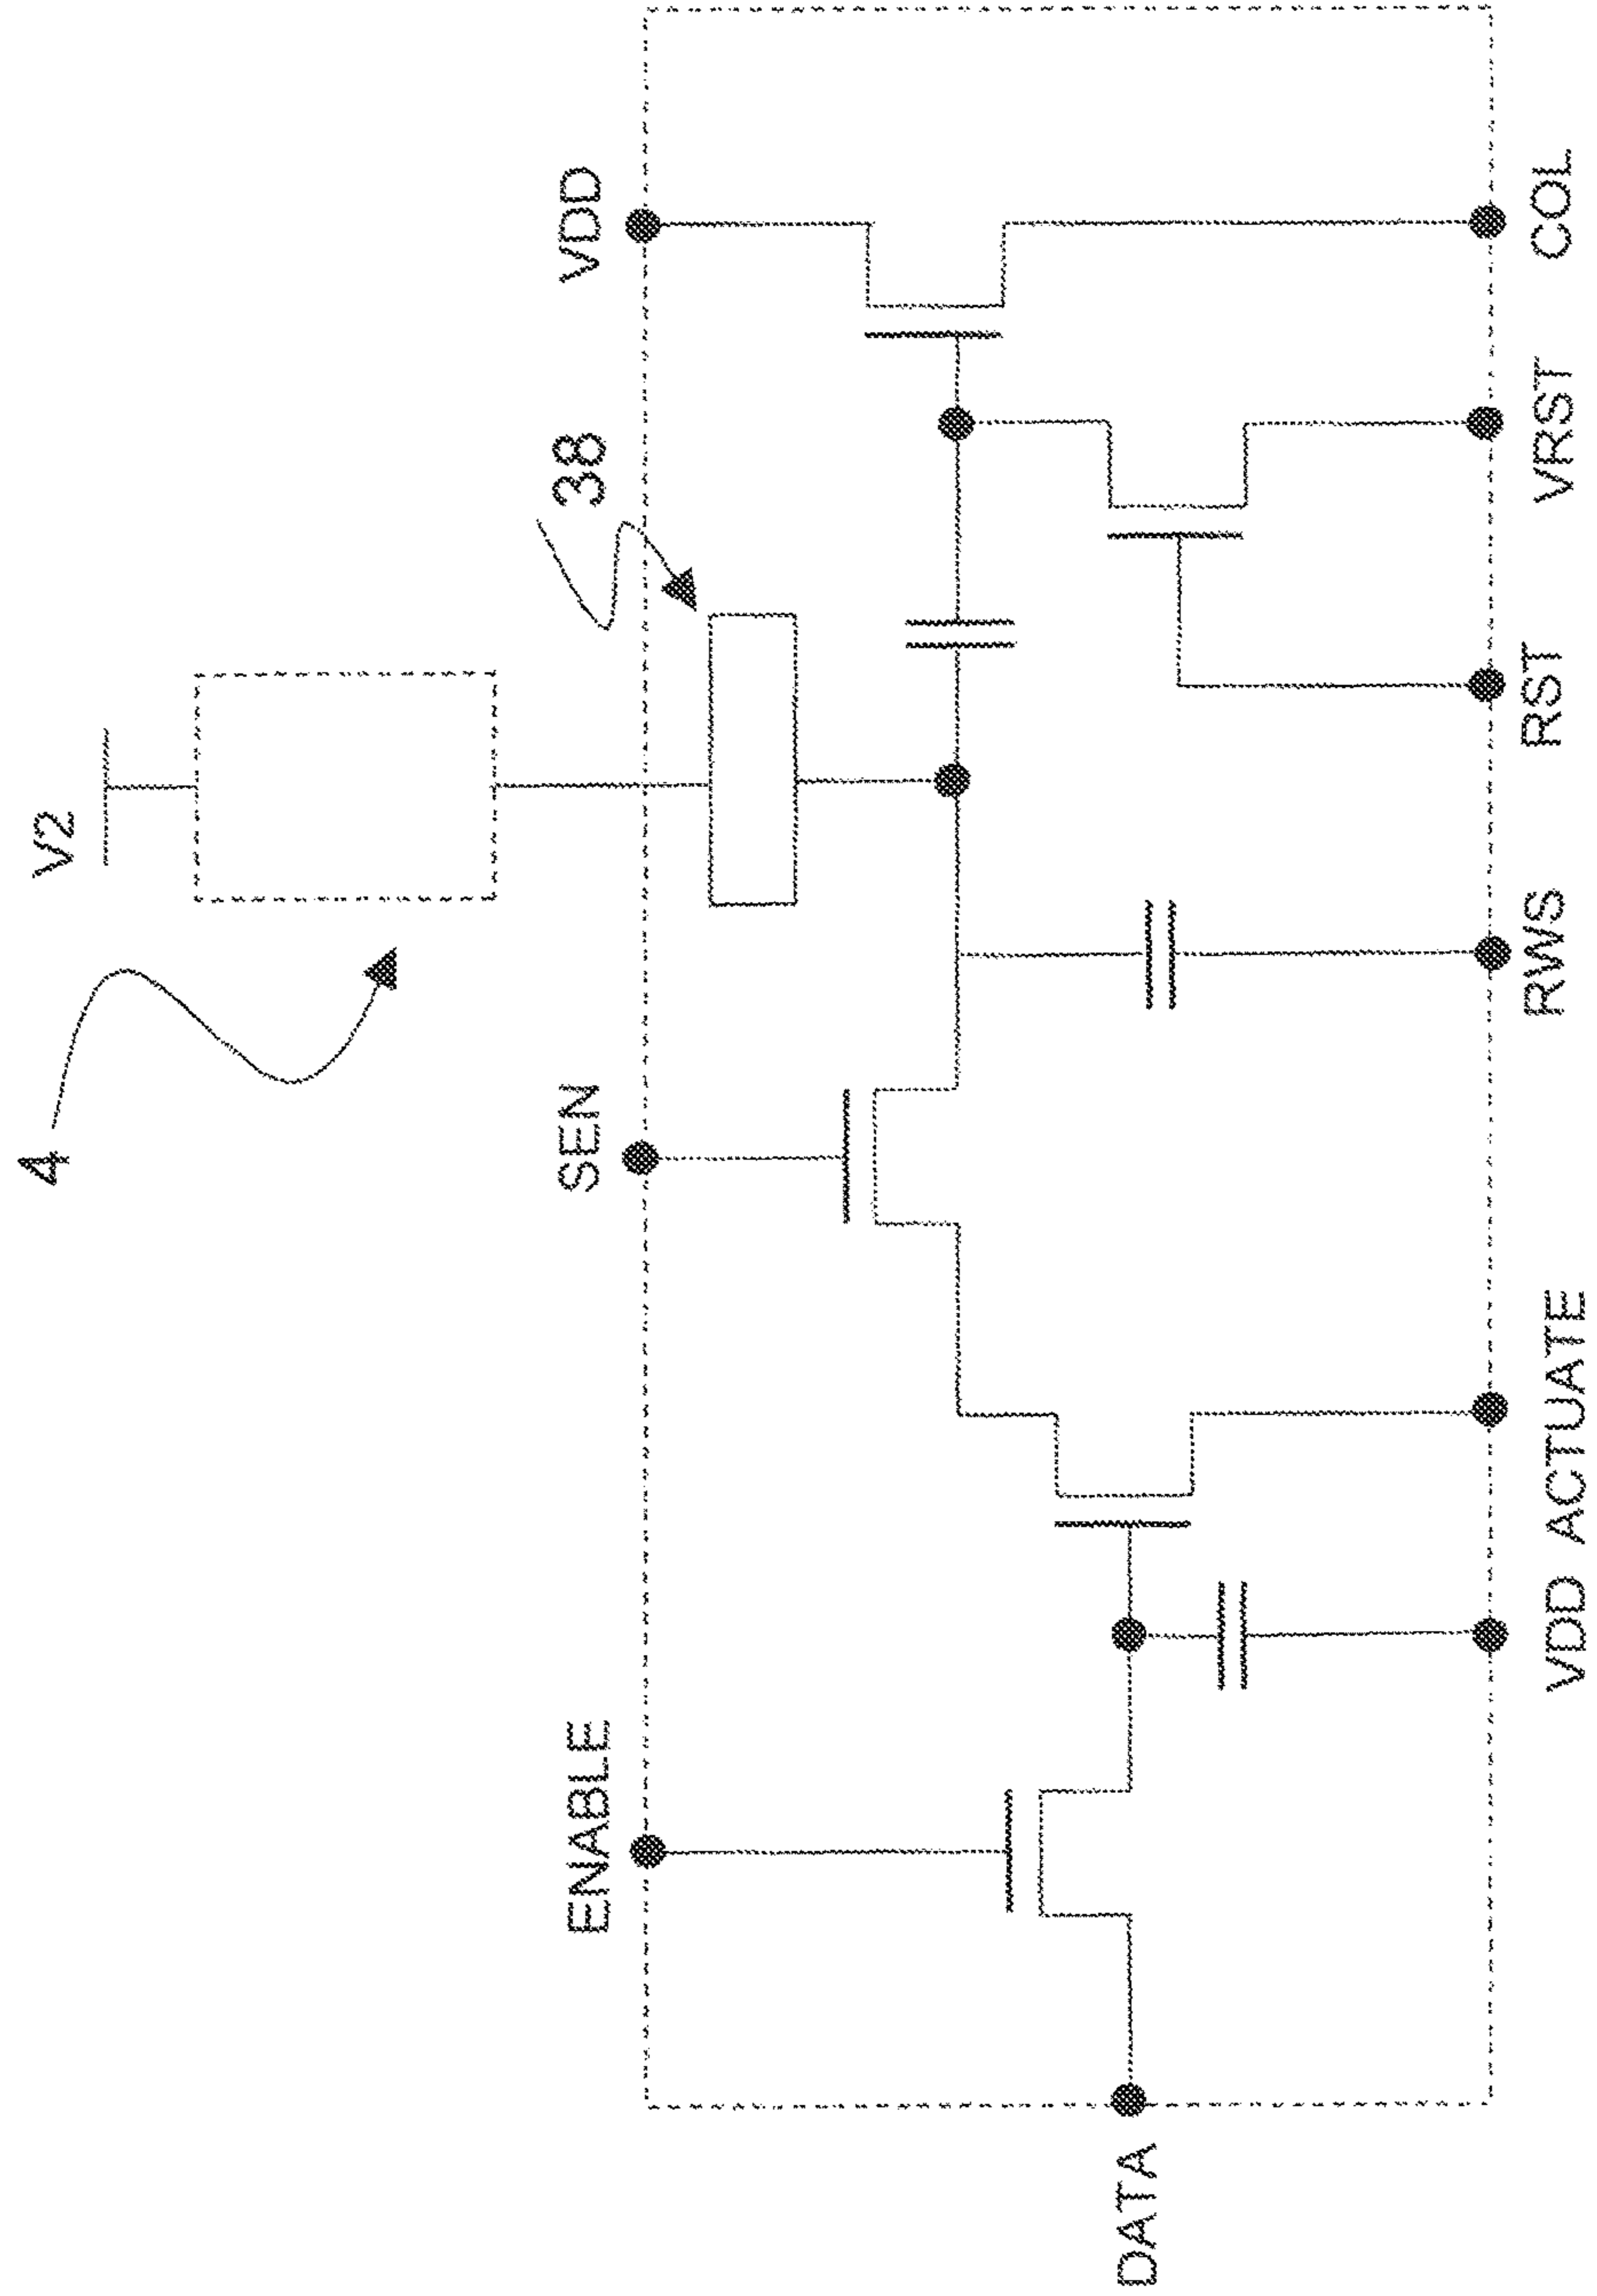 4
V2
38
ENABLE
SEN
VDD
DATA
VDD ACTUATE
RWS
RST
VRST
COL